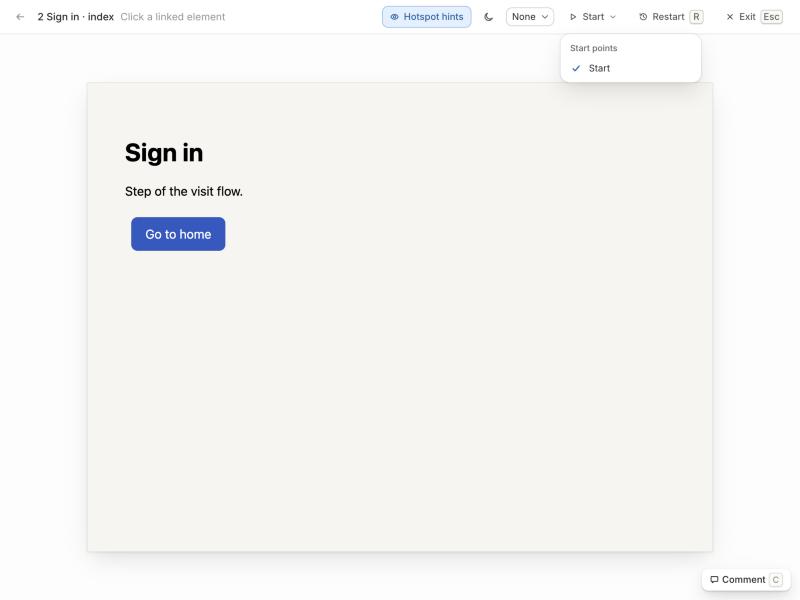 2 Sign in · index Click a linked element Hotspot hints None Start Restart R Exit Esc
Start points
Start
Sign in
Step of the visit flow.
Go to home
Comment C